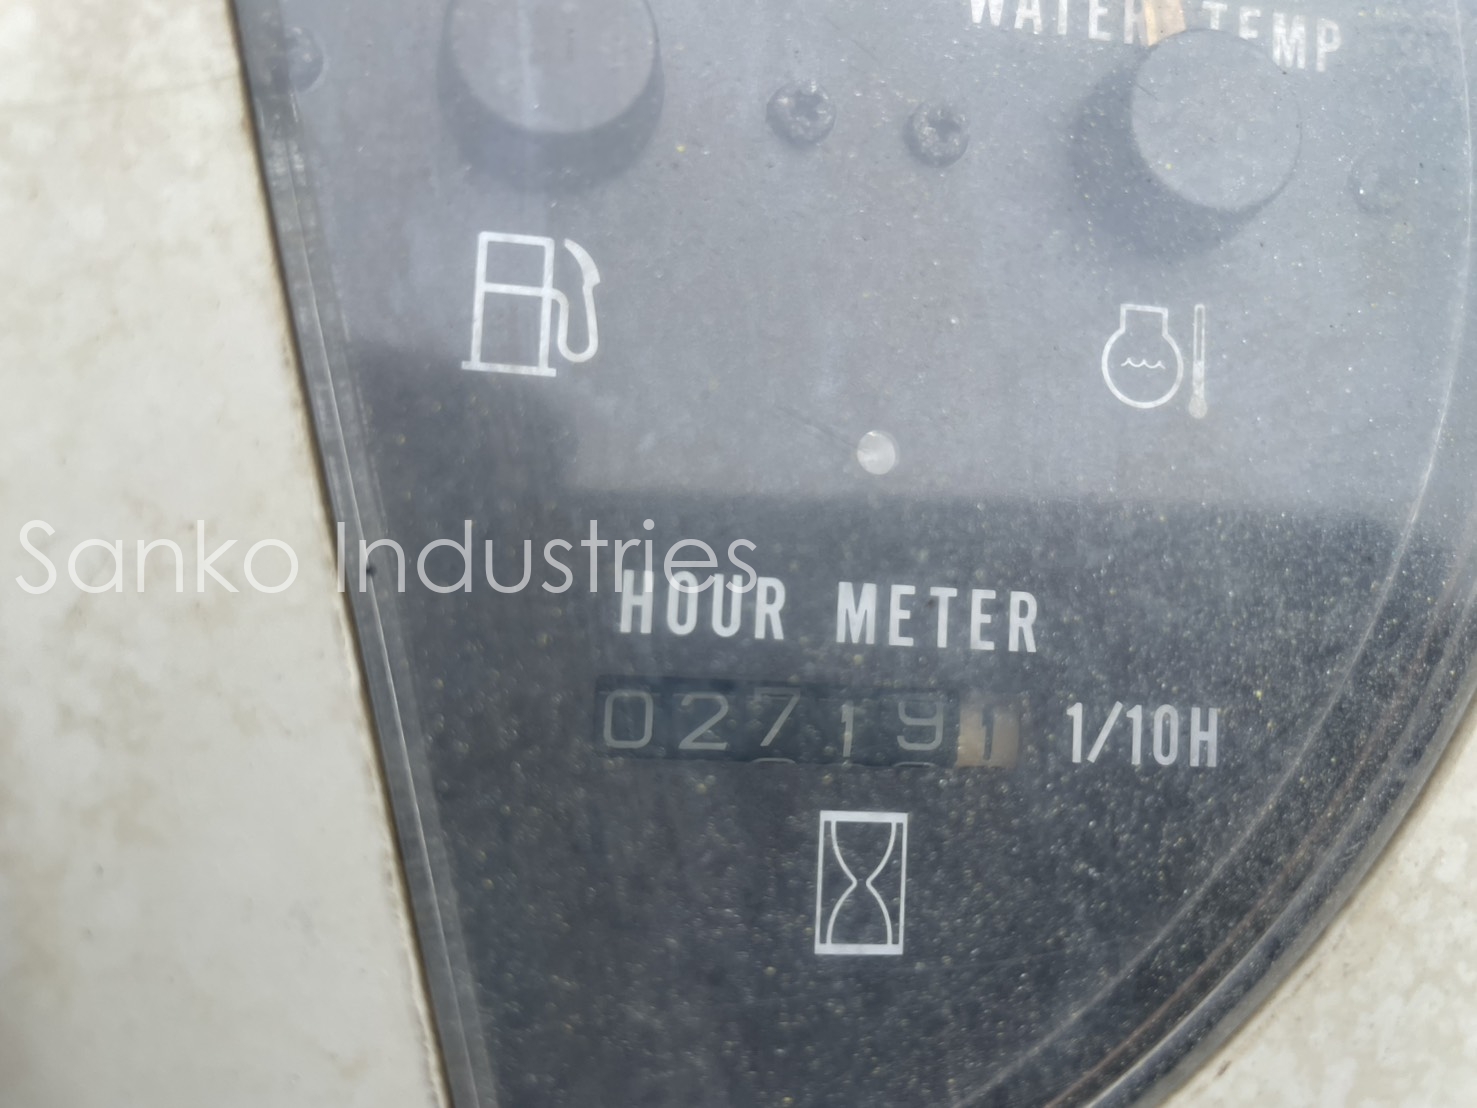 WATER TEMP
Sanko Industries
HOUR METER
027191 1/10H